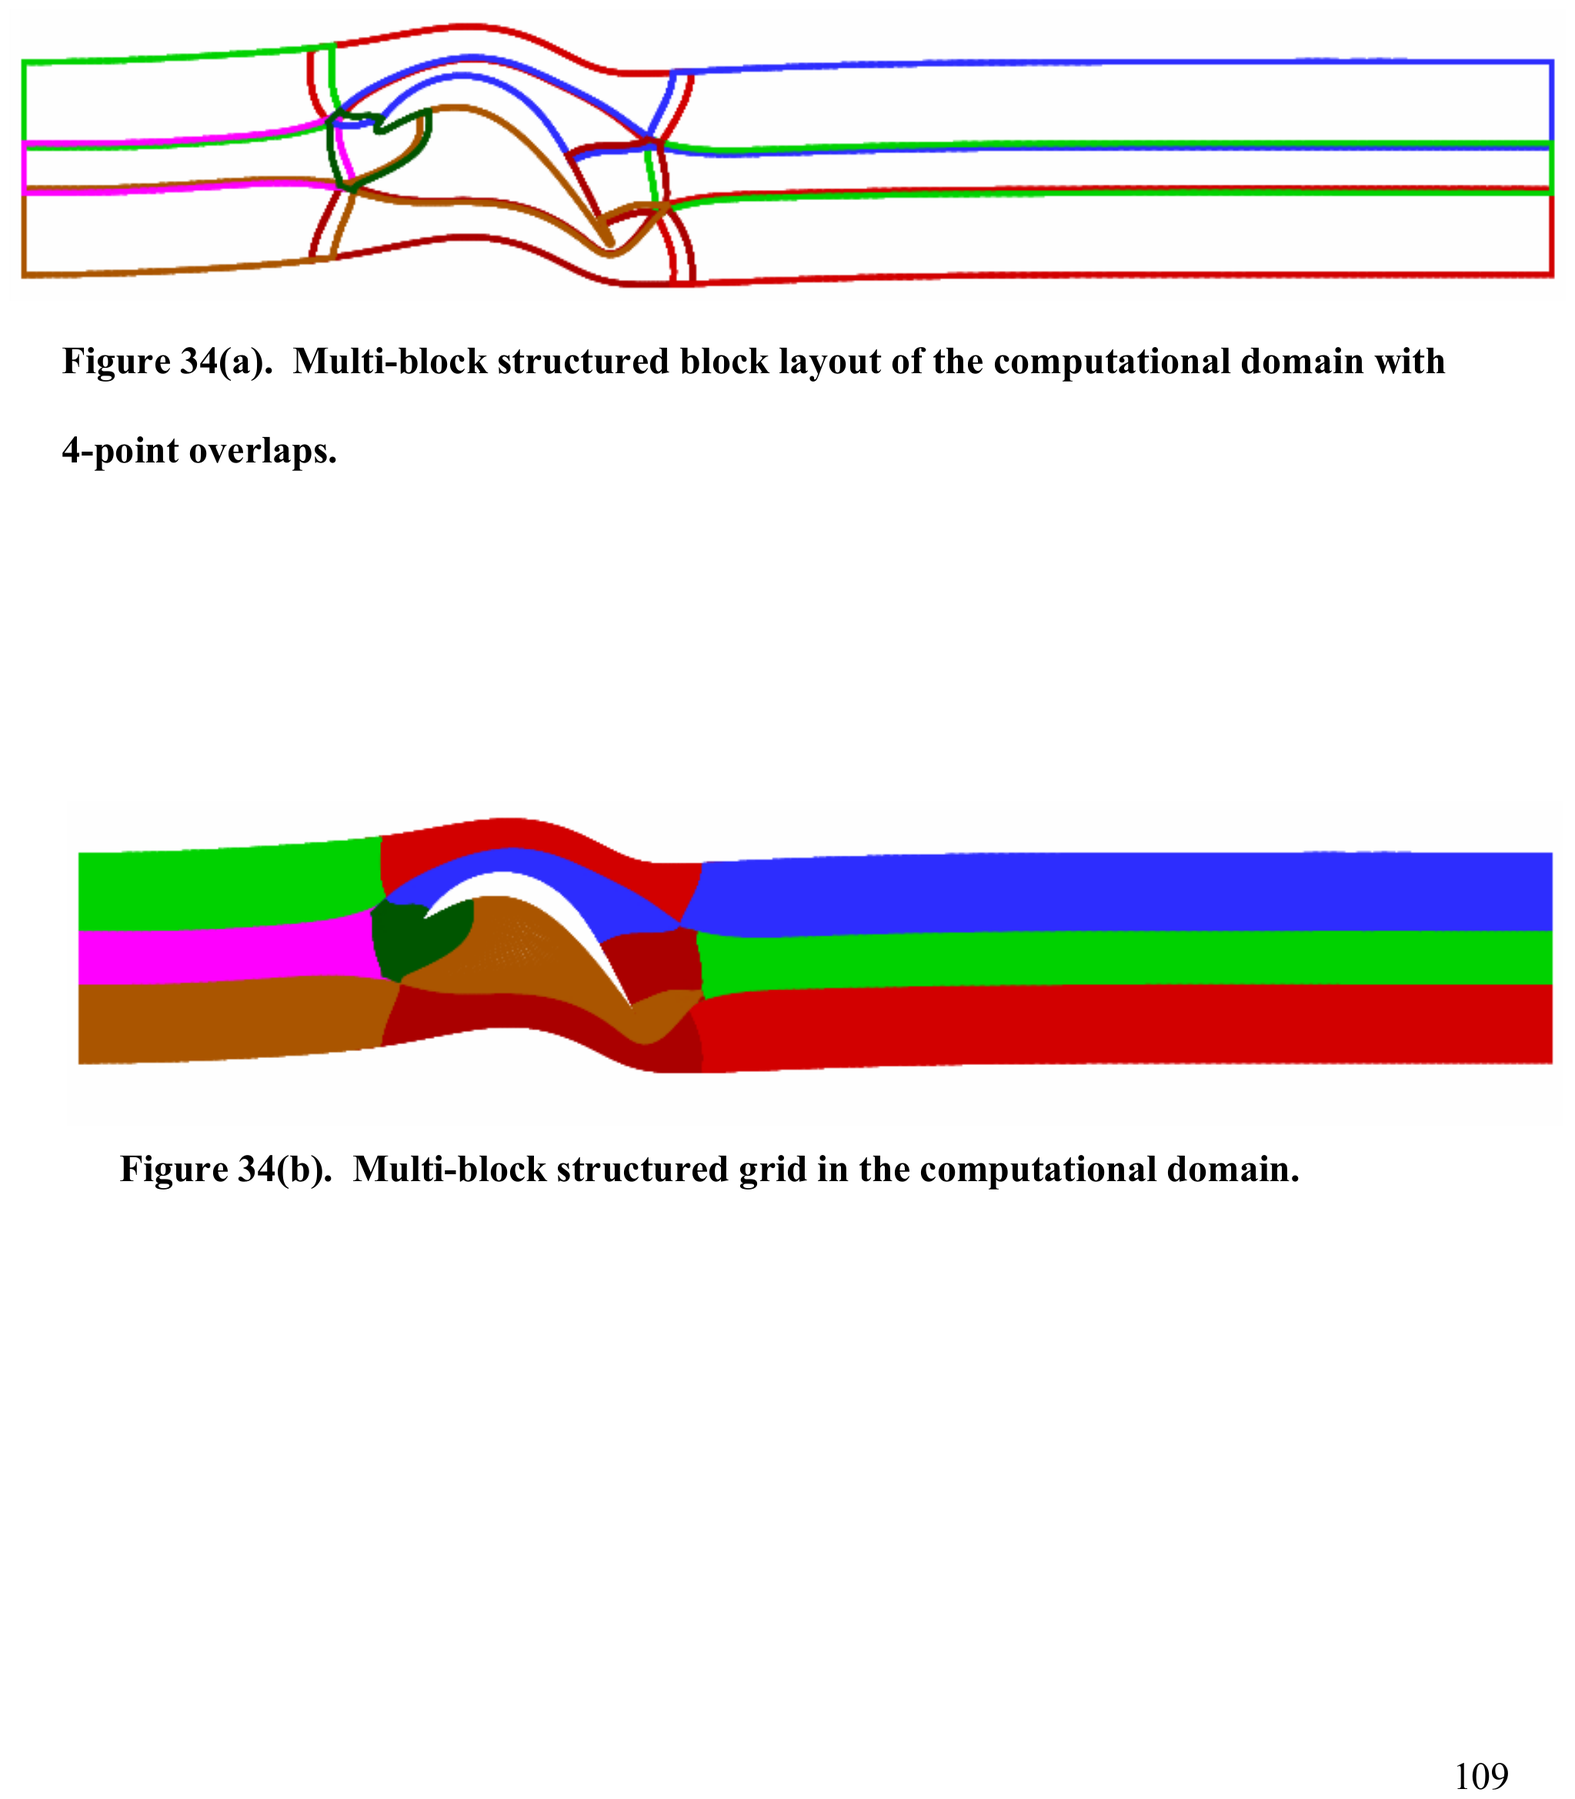 Figure 34(a). Multi-block structured block layout of the computational domain with
4-point overlaps.
Figure 34(b). Multi-block structured grid in the computational domain.
109